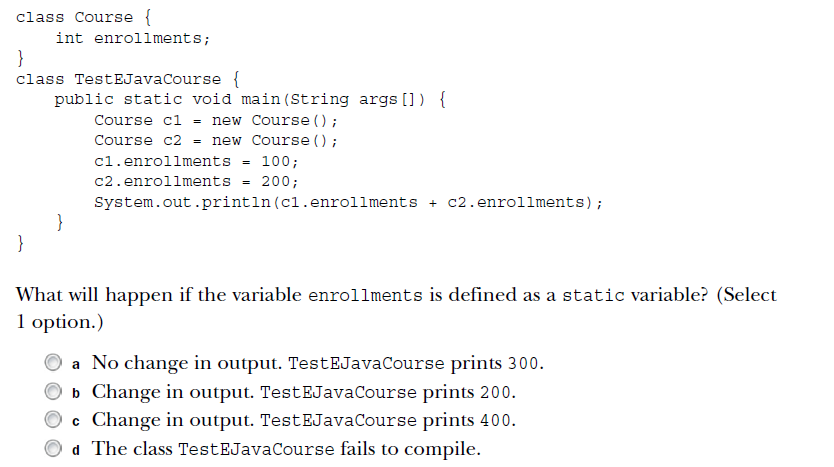 class Course {
    int enrollments;
}
class TestEJavaCourse {
    public static void main(String args[]) {
        Course c1 = new Course();
        Course c2 = new Course();
        c1.enrollments = 100;
        c2.enrollments = 200;
        System.out.println(c1.enrollments + c2.enrollments);
    }
}
What will happen if the variable enrollments is defined as a static variable? (Select
1 option.)
a No change in output. TestEJavaCourse prints 300.
b Change in output. TestEJavaCourse prints 200.
c Change in output. TestEJavaCourse prints 400.
d The class TestEJavaCourse fails to compile.